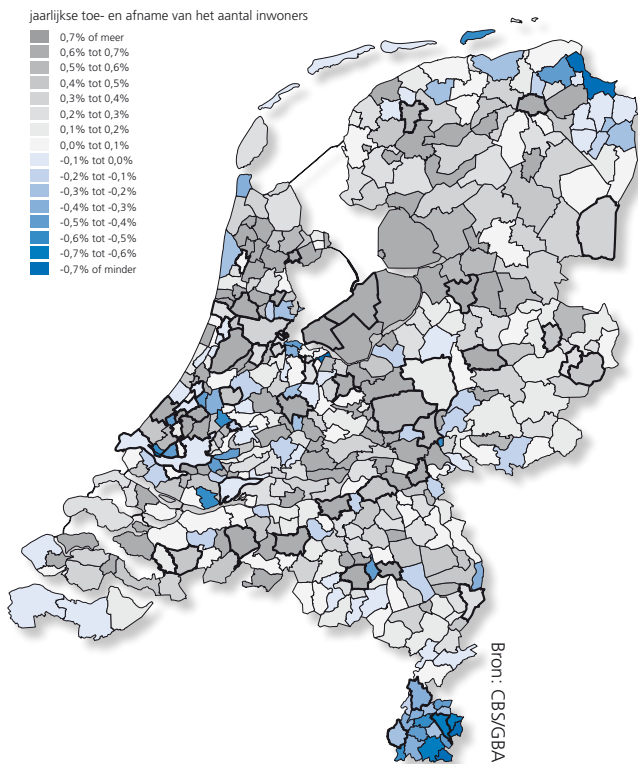 jaarlijkse toe- en afname van het aantal inwoners
0,7% of meer
0,6% tot 0,7%
0,5% tot 0,6%
0,4% tot 0,5%
0,3% tot 0,4%
0,2% tot 0,3%
0,1% tot 0,2%
0,0% tot 0,1%
-0,1% tot 0,0%
-0,2% tot -0,1%
-0,3% tot -0,2%
-0,4% tot -0,3%
-0,5% tot -0,4%
-0,6% tot -0,5%
-0,7% tot -0,6%
-0,7% of minder
Bron: CBS/GBA